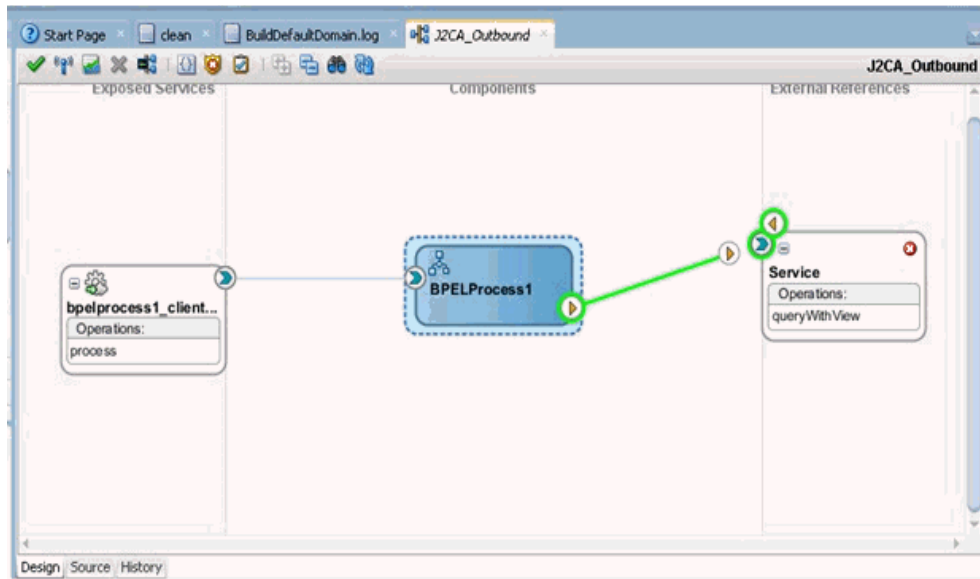 Start Page clean BuildDefaultDomain.log J2CA_Outbound
J2CA_Outbound
Exposed Services Components External References
bpelprocess1_client...
Operations:
process
BPELProcess1
Service
Operations:
queryWithView
Design Source History